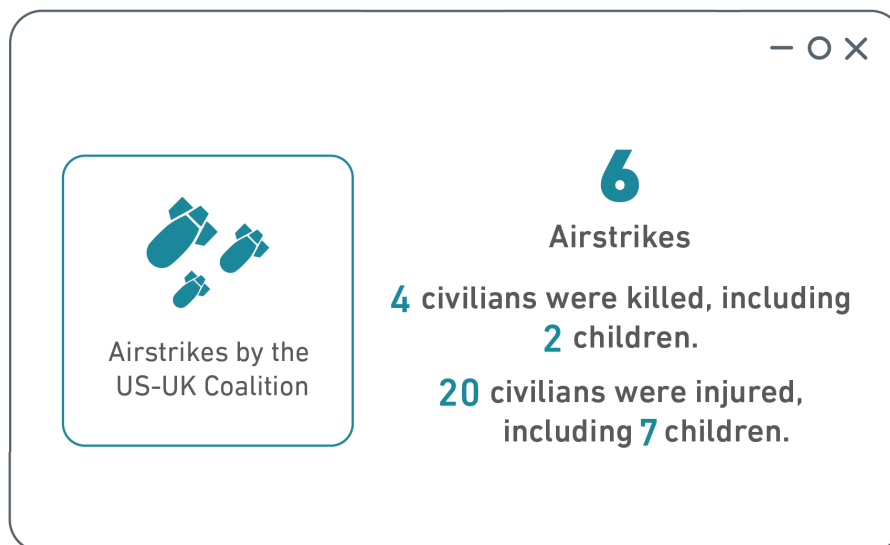 Airstrikes by the
US-UK Coalition
6
Airstrikes
4 civilians were killed, including
2 children.
20 civilians were injured,
including 7 children.